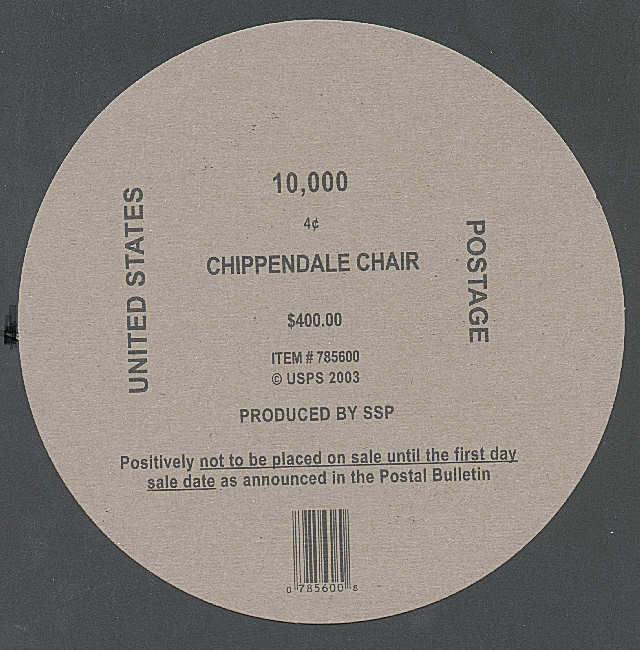 10,000
4¢
CHIPPENDALE CHAIR
UNITED STATES
POSTAGE
$400.00
ITEM # 785600
© USPS 2003
PRODUCED BY SSP
Positively not to be placed on sale until the first day
sale date as announced in the Postal Bulletin
0 785600 8